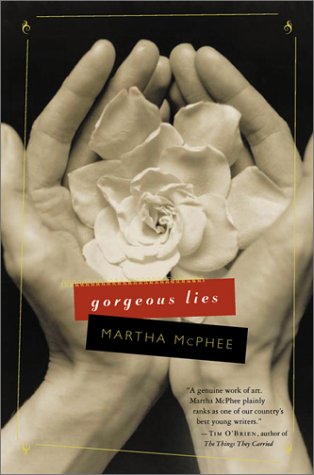 gorgeous lies
MARTHA McPHEE
"A genuine work of art.
Martha McPhee plainly
ranks as one of our country's
best young writers."
— TIM O'BRIEN, author of
The Things They Carried